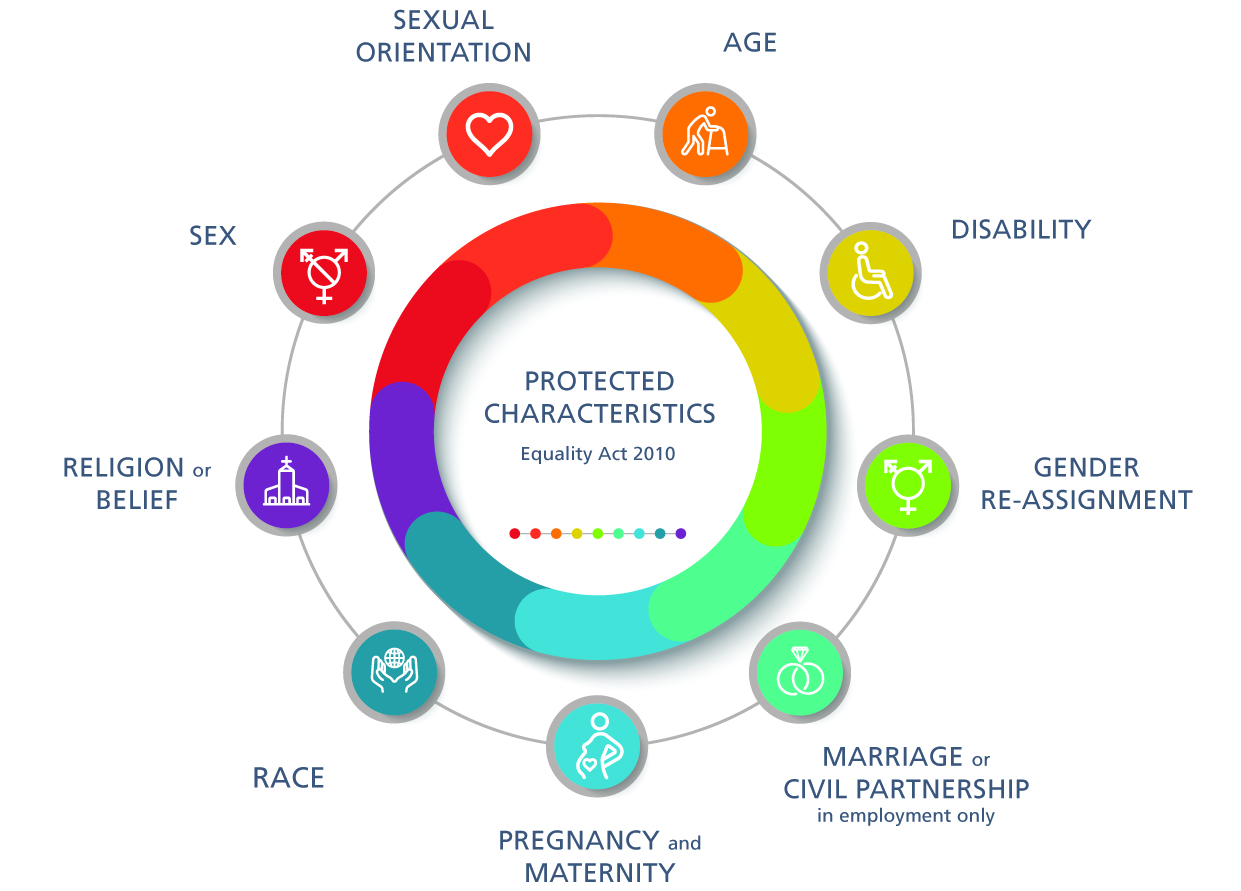 SEXUAL
ORIENTATION
AGE
SEX
DISABILITY
PROTECTED
CHARACTERISTICS
Equality Act 2010
RELIGION or
BELIEF
GENDER
RE-ASSIGNMENT
RACE
MARRIAGE or
CIVIL PARTNERSHIP
in employment only
PREGNANCY and
MATERNITY